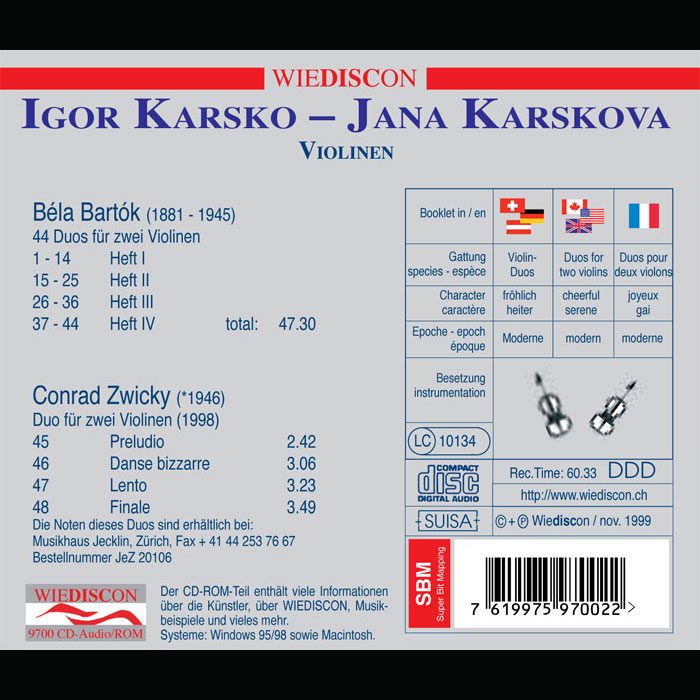 WIEDISCON
IGOR KARSKO – JANA KARSKOVA
VIOLINEN
Béla Bartók (1881 - 1945)
44 Duos für zwei Violinen
1 - 14 Heft I
15 - 25 Heft II
26 - 36 Heft III
37 - 44 Heft IV total: 47.30
Conrad Zwicky (*1946)
Duo für zwei Violinen (1998)
45 Preludio 2.42
46 Danse bizzarre 3.06
47 Lento 3.23
48 Finale 3.49
Die Noten dieses Duos sind erhältlich bei:
Musikhaus Jecklin, Zürich, Fax + 41 44 253 76 67
Bestellnummer JeZ 20106
WIEDISCON
9700 CD-Audio/ROM
Der CD-ROM-Teil enthält viele Informationen
über die Künstler, über WIEDISCON, Musik-
beispiele und vieles mehr.
Systeme: Windows 95/98 sowie Macintosh.
Booklet in / en
Gattung Violin- Duos for Duos pour
species - espèce Duos two violins deux violons
Character fröhlich cheerful joyeux
caractère heiter serene gai
Epoche - epoch Moderne modern moderne
époque
Besetzung
instrumentation
LC 10134
COMPACT
disc
DIGITAL AUDIO
Rec.Time: 60.33 DDD
http://www.wiediscon.ch
SUISA
© + ℗ Wiediscon / nov. 1999
SBM
Super Bit Mapping
7 619975 970022 >